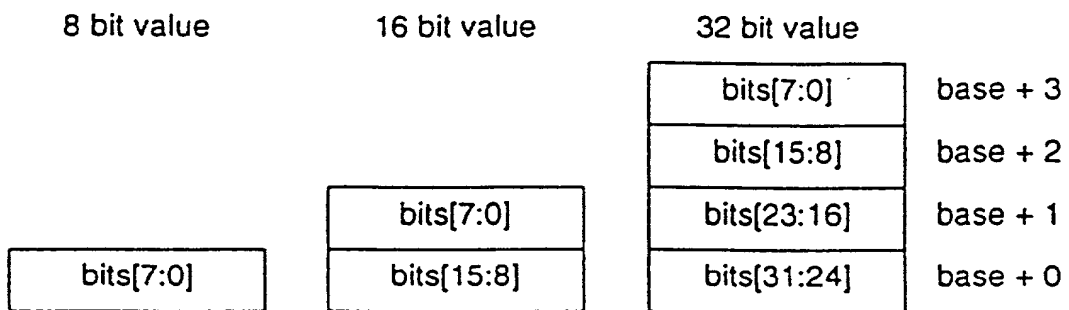 8 bit value 16 bit value 32 bit value
bits[7:0] base + 3
bits[15:8] base + 2
bits[7:0] bits[23:16] base + 1
bits[7:0] bits[15:8] bits[31:24] base + 0